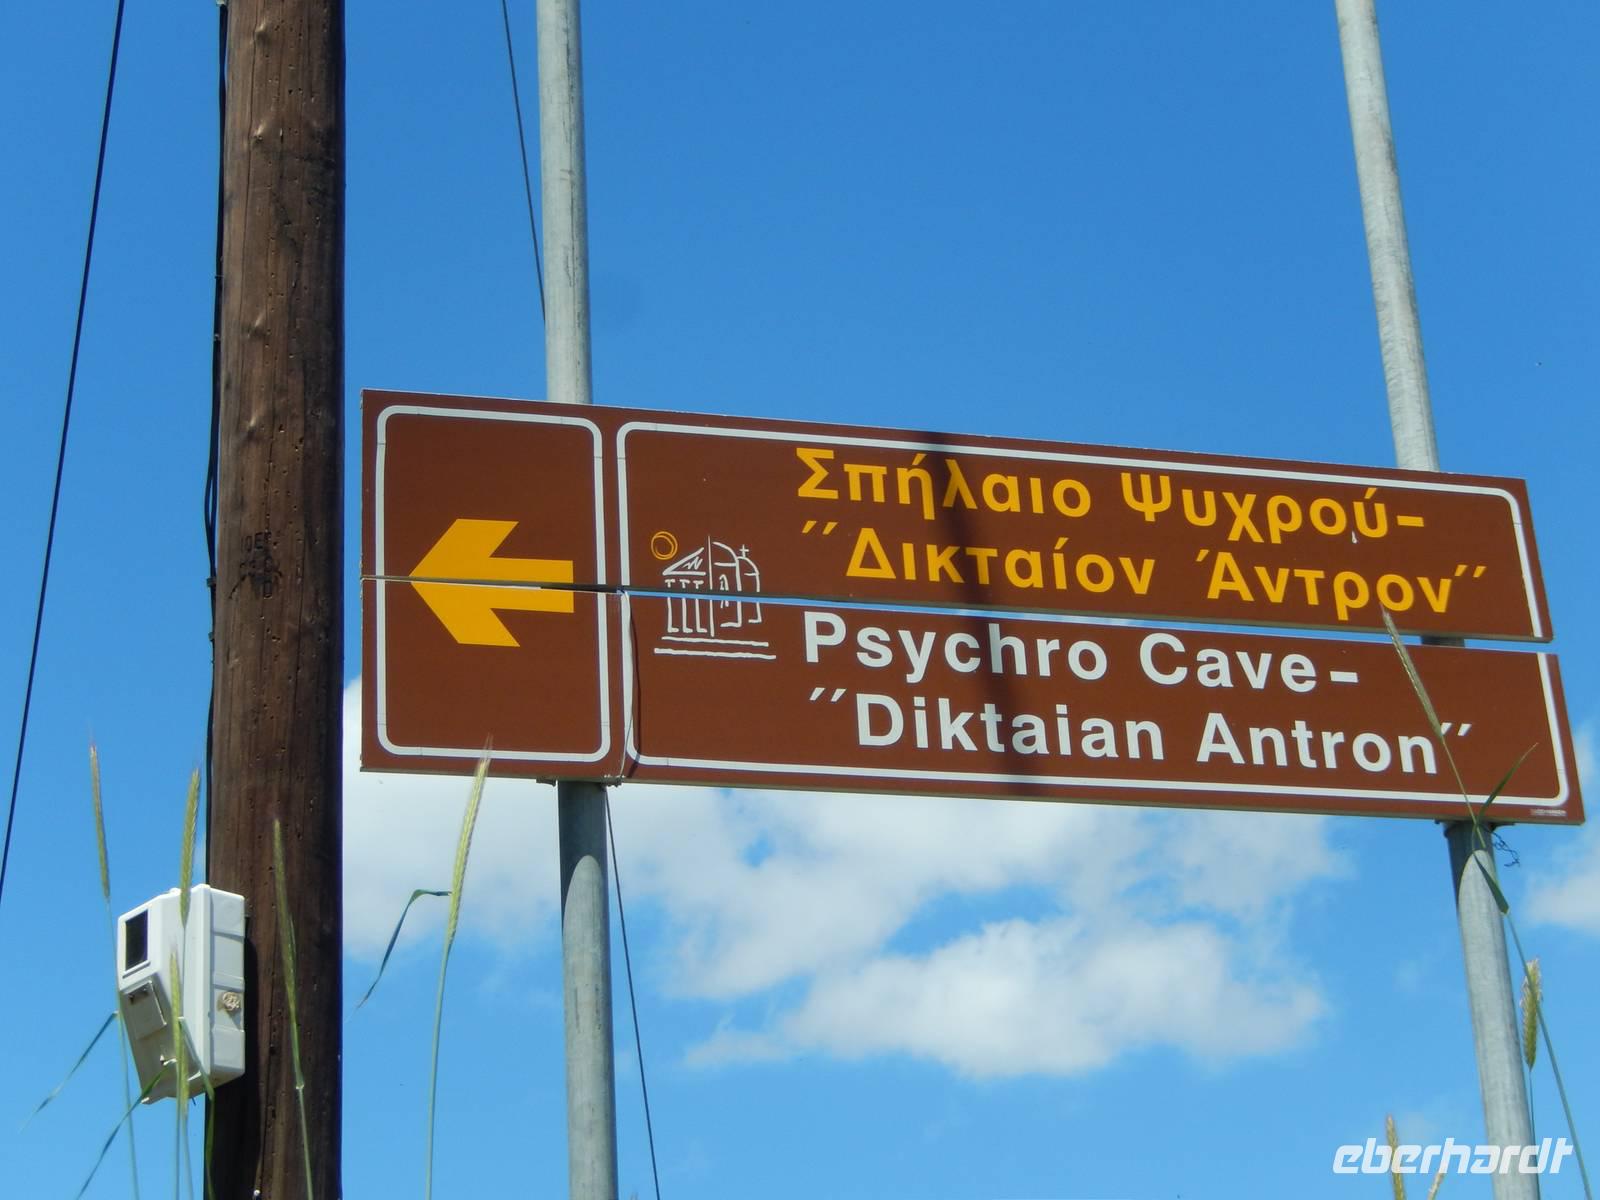 Σπήλαιο Ψυχρού-
΄΄Δικταίον Άντρον΄΄
Psychro Cave-
΄΄Diktaian Antron΄΄
eberhardt